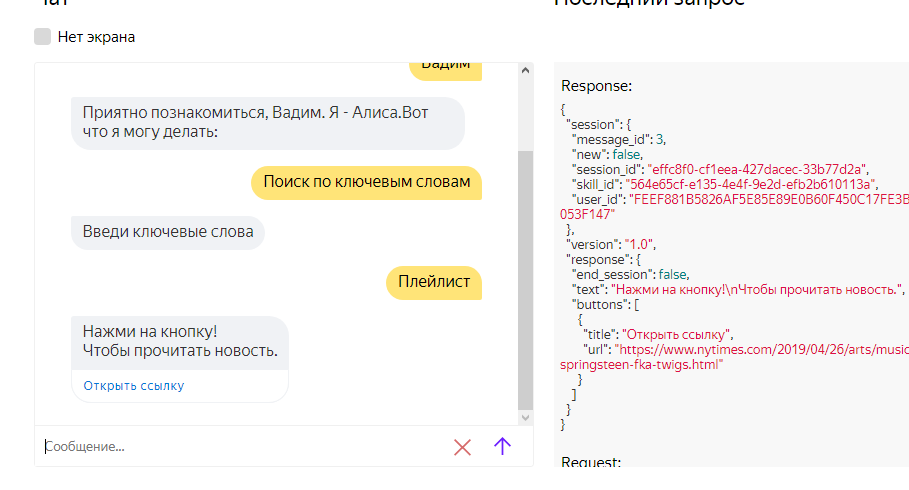 Чат
Последний запрос
Нет экрана
Вадим
Приятно познакомиться, Вадим. Я - Алиса.Вот
что я могу делать:
Поиск по ключевым словам
Введи ключевые слова
Плейлист
Нажми на кнопку!
Чтобы прочитать новость.
Открыть ссылку
Сообщение...
Response:
{
"session": {
"message_id": 3,
"new": false,
"session_id": "effc8f0-cf1eea-427dacec-33b77d2a",
"skill_id": "564e65cf-e135-4e4f-9e2d-efb2b610113a",
"user_id": "FEEF881B5826AF5E85E89E0B60F450C17FE3B
053F147"
},
"version": "1.0",
"response": {
"end_session": false,
"text": "Нажми на кнопку!\nЧтобы прочитать новость.",
"buttons": [
{
"title": "Открыть ссылку",
"url": "https://www.nytimes.com/2019/04/26/arts/music
springsteen-fka-twigs.html"
}
]
}
}
Request: